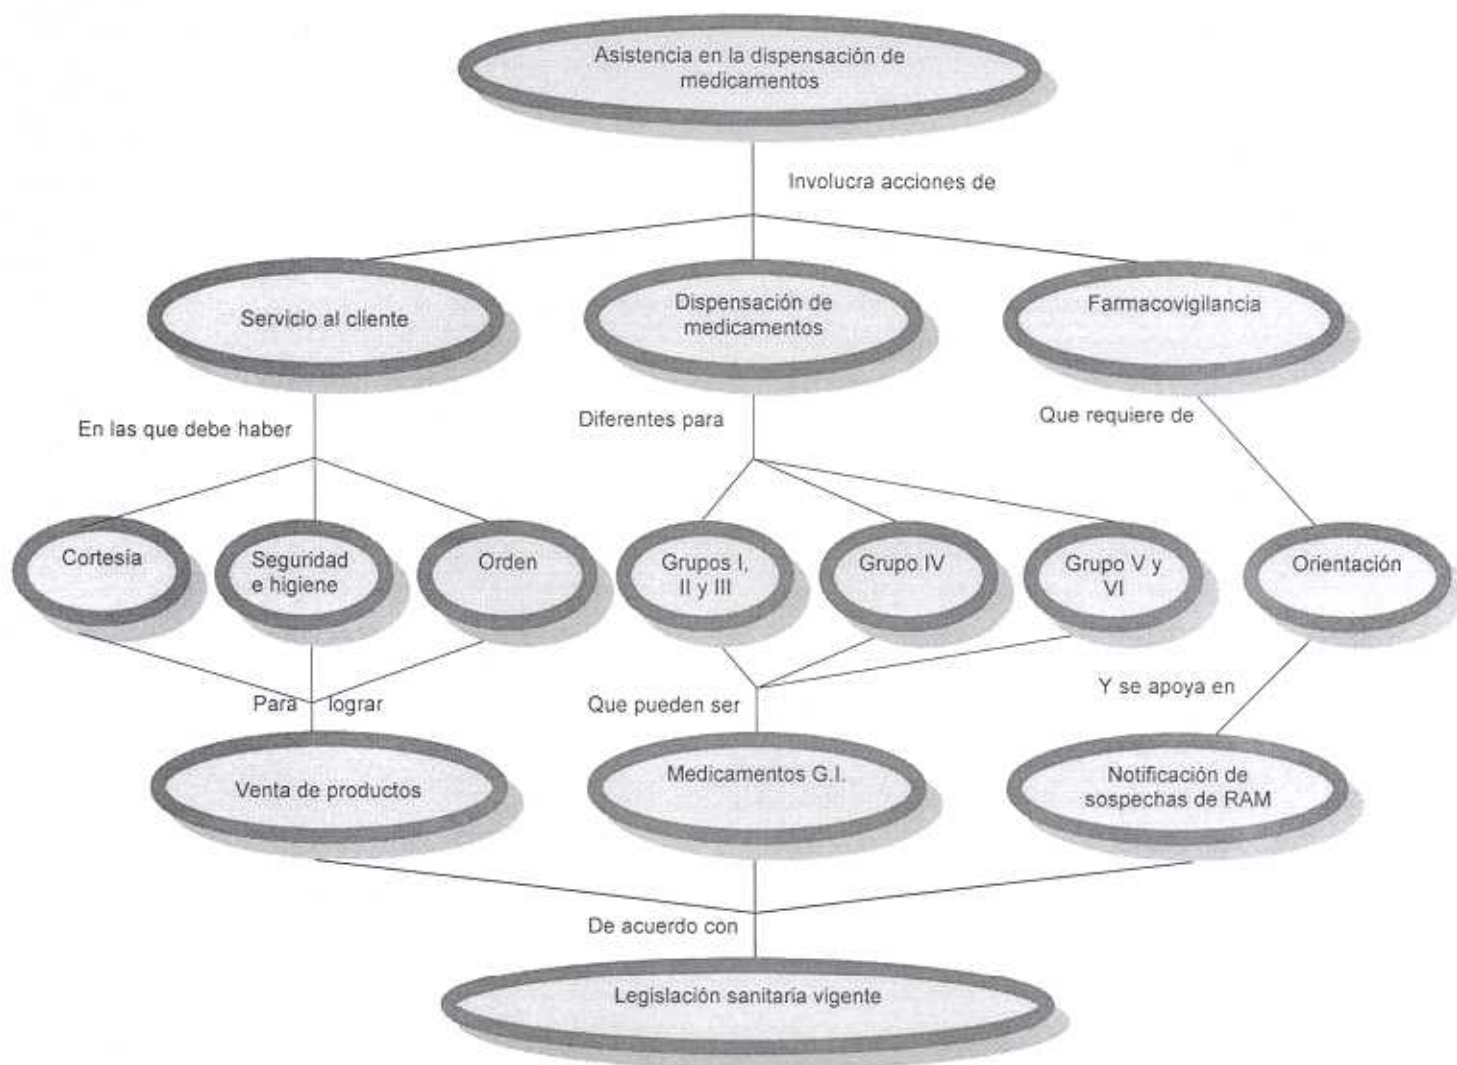 Asistencia en la dispensación de
medicamentos
Involucra acciones de
Servicio al cliente
Dispensación de
medicamentos
Farmacovigilancia
En las que debe haber
Diferentes para
Que requiere de
Cortesía
Seguridad
e higiene
Orden
Grupos I,
II y III
Grupo IV
Grupo V y
VI
Orientación
Para lograr
Que pueden ser
Y se apoya en
Venta de productos
Medicamentos G.I.
Notificación de
sospechas de RAM
De acuerdo con
Legislación sanitaria vigente